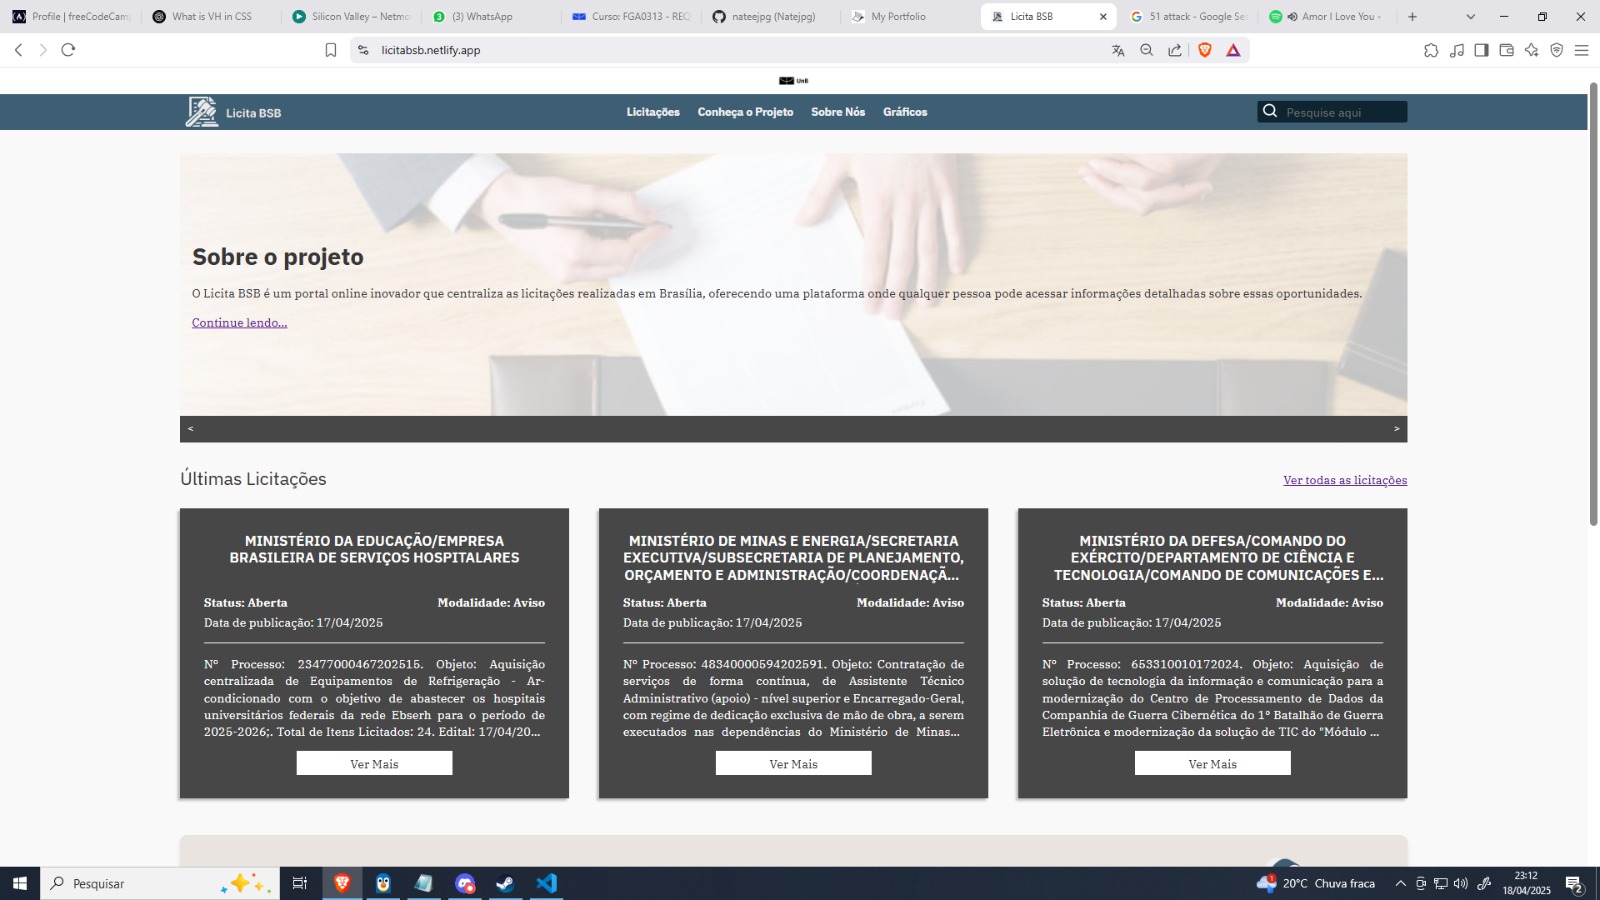 Profile | freeCodeCamp
What is VH in CSS
Silicon Valley – Netmo
(3) WhatsApp
Curso: FGA0313 - REQ
nateejpg (Natejpg)
My Portfolio
Licita BSB
51 attack - Google Se
Amor I Love You
licitabsb.netlify.app
UnB
Licita BSB
Licitações
Conheça o Projeto
Sobre Nós
Gráficos
Pesquise aqui
Sobre o projeto
O Licita BSB é um portal online inovador que centraliza as licitações realizadas em Brasília, oferecendo uma plataforma onde qualquer pessoa pode acessar informações detalhadas sobre essas oportunidades.
Continue lendo...
< >
Últimas Licitações
Ver todas as licitações
MINISTÉRIO DA EDUCAÇÃO/EMPRESA
BRASILEIRA DE SERVIÇOS HOSPITALARES
Status: Aberta Modalidade: Aviso
Data de publicação: 17/04/2025
Nº Processo: 23477000467202515. Objeto: Aquisição
centralizada de Equipamentos de Refrigeração - Ar-
condicionado com o objetivo de abastecer os hospitais
universitários federais da rede Ebserh para o período de
2025-2026;. Total de Itens Licitados: 24. Edital: 17/04/20...
Ver Mais
MINISTÉRIO DE MINAS E ENERGIA/SECRETARIA
EXECUTIVA/SUBSECRETARIA DE PLANEJAMENTO,
ORÇAMENTO E ADMINISTRAÇÃO/COORDENAÇÃ...
Status: Aberta Modalidade: Aviso
Data de publicação: 17/04/2025
Nº Processo: 48340000594202591. Objeto: Contratação de
serviços de forma contínua, de Assistente Técnico
Administrativo (apoio) - nível superior e Encarregado-Geral,
com regime de dedicação exclusiva de mão de obra, a serem
executados nas dependências do Ministério de Minas...
Ver Mais
MINISTÉRIO DA DEFESA/COMANDO DO
EXÉRCITO/DEPARTAMENTO DE CIÊNCIA E
TECNOLOGIA/COMANDO DE COMUNICAÇÕES E...
Status: Aberta Modalidade: Aviso
Data de publicação: 17/04/2025
Nº Processo: 653310010172024. Objeto: Aquisição de
solução de tecnologia da informação e comunicação para a
modernização do Centro de Processamento de Dados da
Companhia de Guerra Cibernética do 1º Batalhão de Guerra
Eletrônica e modernização da solução de TIC do "Módulo ...
Ver Mais
Pesquisar
20°C Chuva fraca
23:12
18/04/2025
2